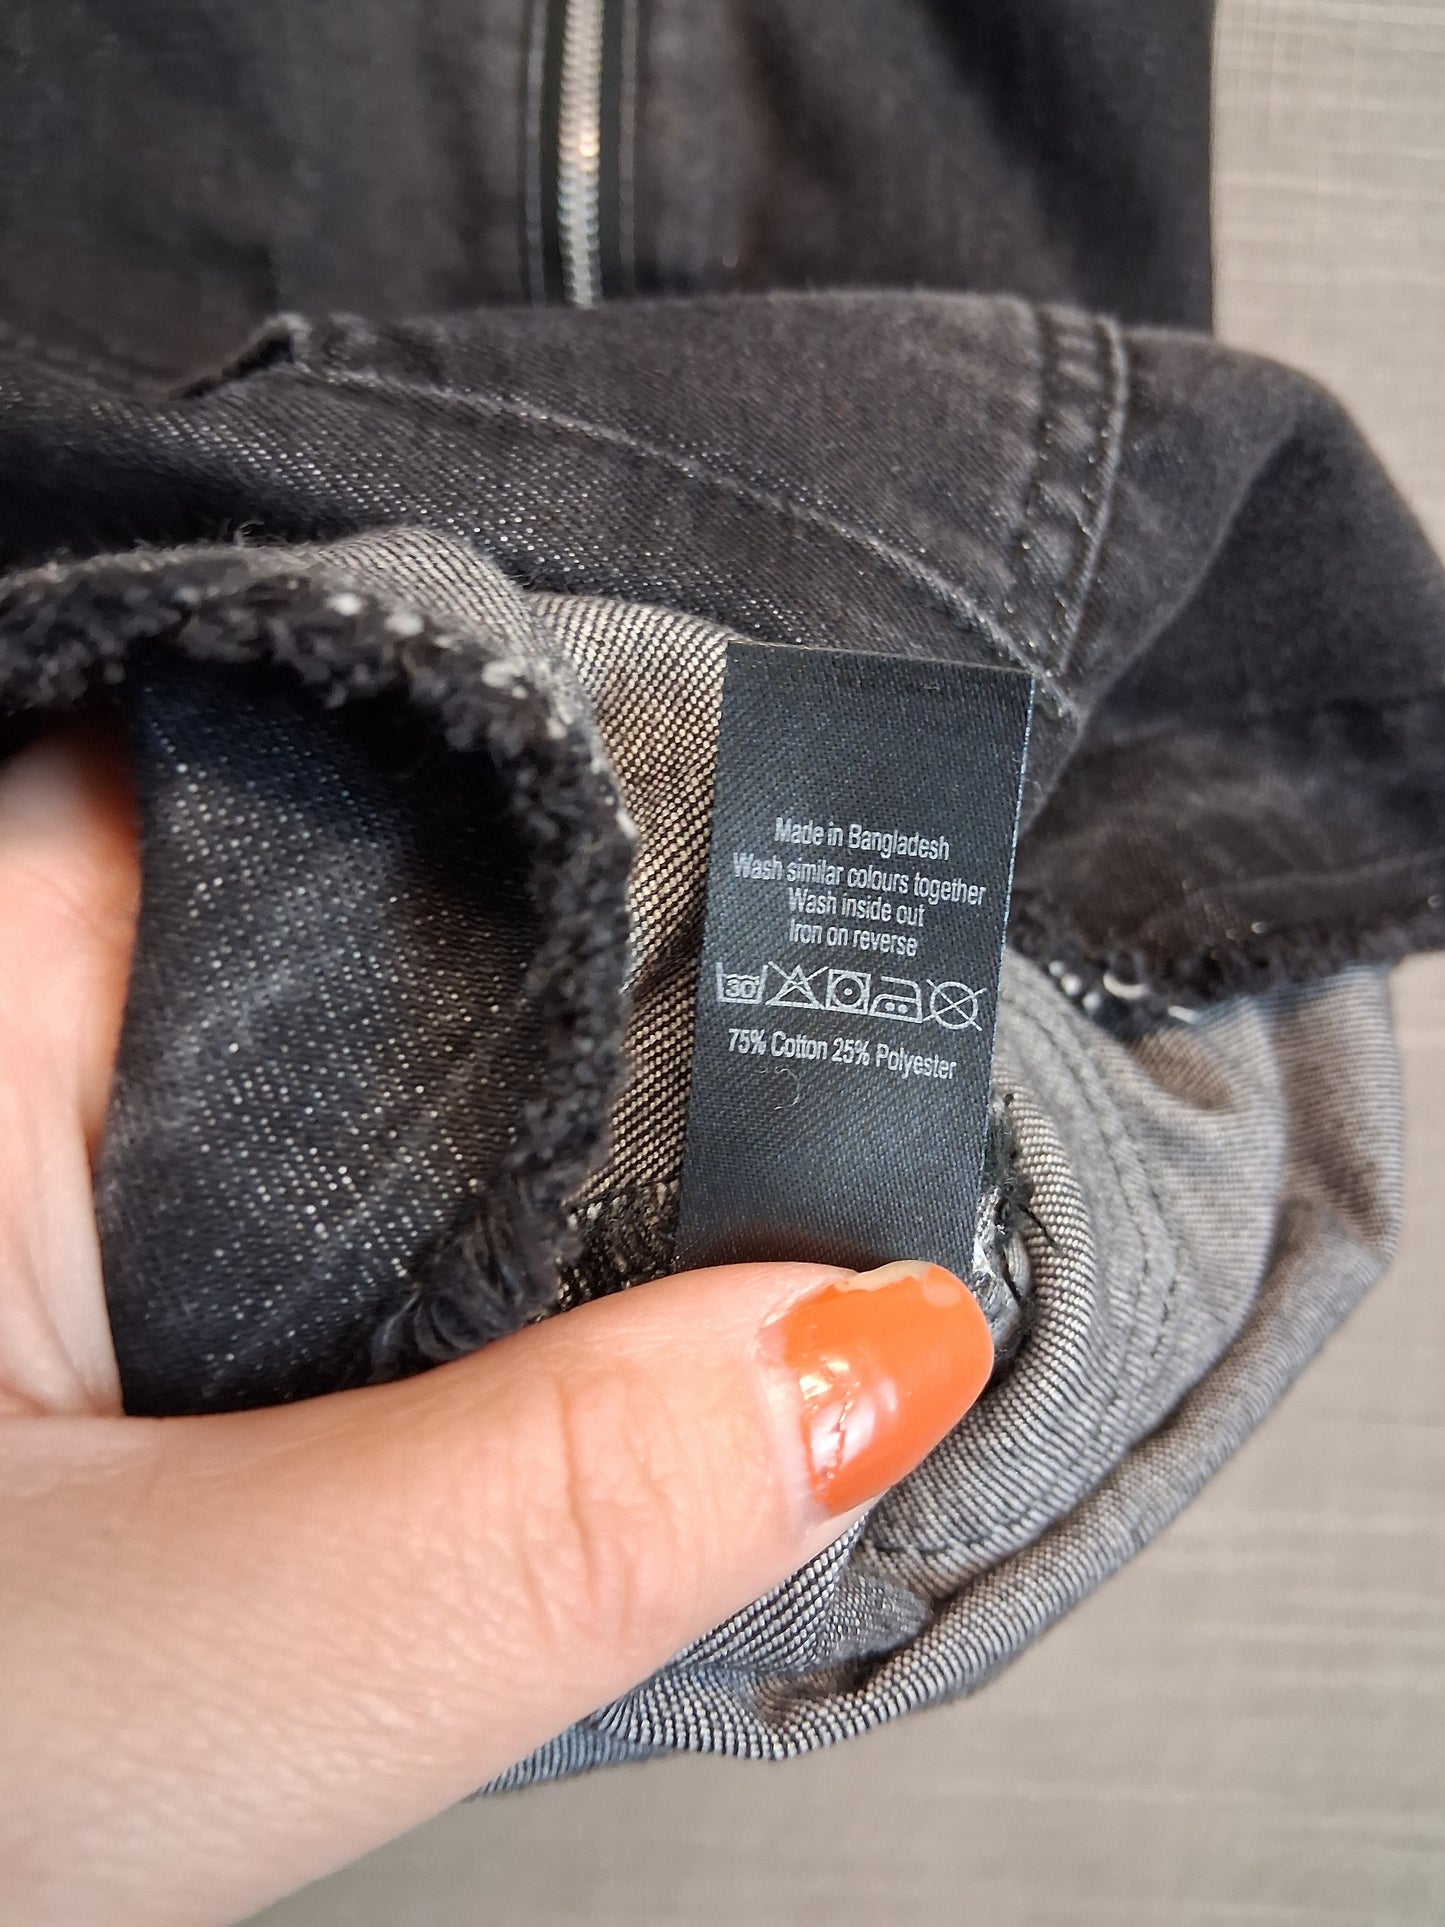 Made in Bangladesh
Wash similar colours together
Wash inside out
Iron on reverse
30°
75% Cotton 25% Polyester